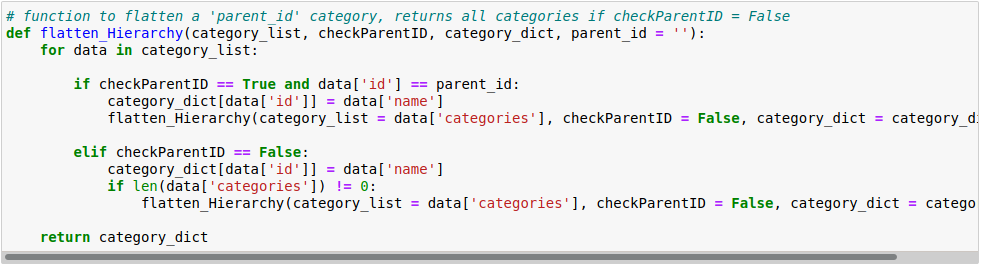 # function to flatten a 'parent_id' category, returns all categories if checkParentID = False
def flatten_Hierarchy(category_list, checkParentID, category_dict, parent_id = ''):
    for data in category_list:
        if checkParentID == True and data['id'] == parent_id:
            category_dict[data['id']] = data['name']
            flatten_Hierarchy(category_list = data['categories'], checkParentID = False, category_dict = category_d
        elif checkParentID == False:
            category_dict[data['id']] = data['name']
            if len(data['categories']) != 0:
                flatten_Hierarchy(category_list = data['categories'], checkParentID = False, category_dict = catego
    return category_dict